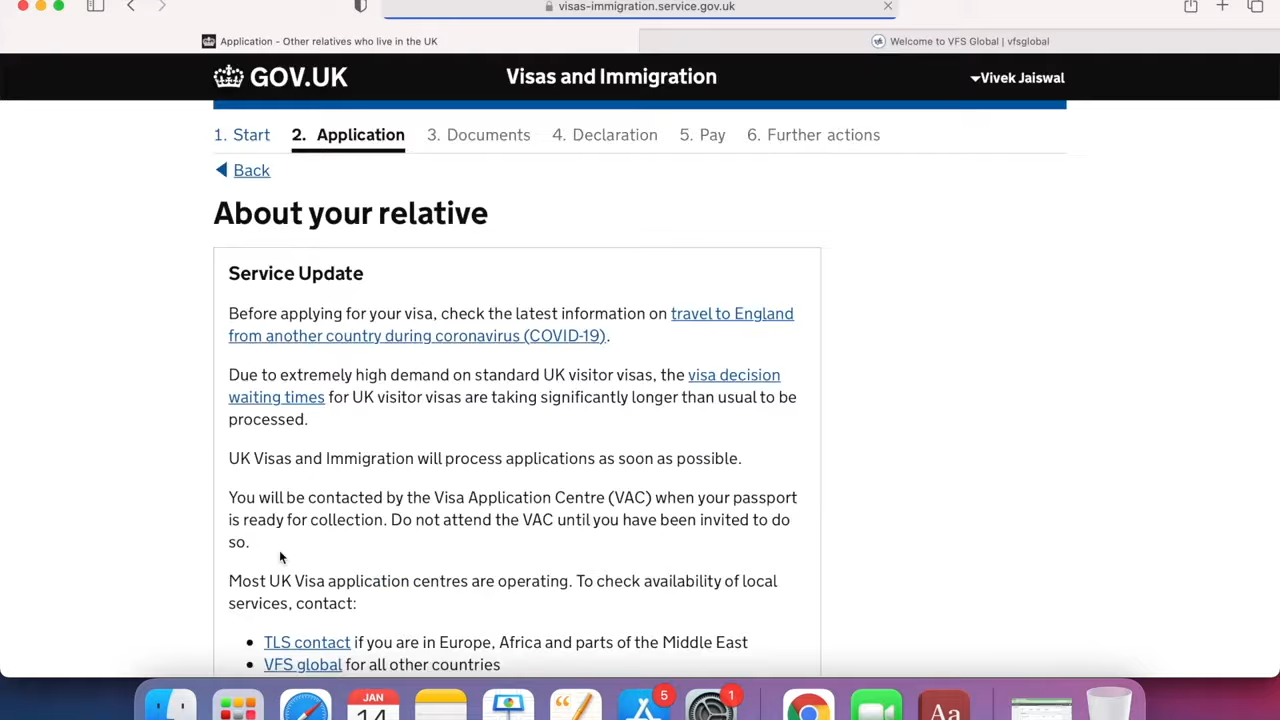 visas-immigration.service.gov.uk
Application - Other relatives who live in the UK
Welcome to VFS Global | vfsglobal
GOV.UK
Visas and Immigration
Vivek Jaiswal
1. Start
2. Application
3. Documents
4. Declaration
5. Pay
6. Further actions
Back
About your relative
Service Update
Before applying for your visa, check the latest information on travel to England
from another country during coronavirus (COVID-19).
Due to extremely high demand on standard UK visitor visas, the visa decision
waiting times for UK visitor visas are taking significantly longer than usual to be
processed.
UK Visas and Immigration will process applications as soon as possible.
You will be contacted by the Visa Application Centre (VAC) when your passport
is ready for collection. Do not attend the VAC until you have been invited to do
so.
Most UK Visa application centres are operating. To check availability of local
services, contact:
• TLS contact if you are in Europe, Africa and parts of the Middle East
• VFS global for all other countries
JAN
14
5
1
Aa